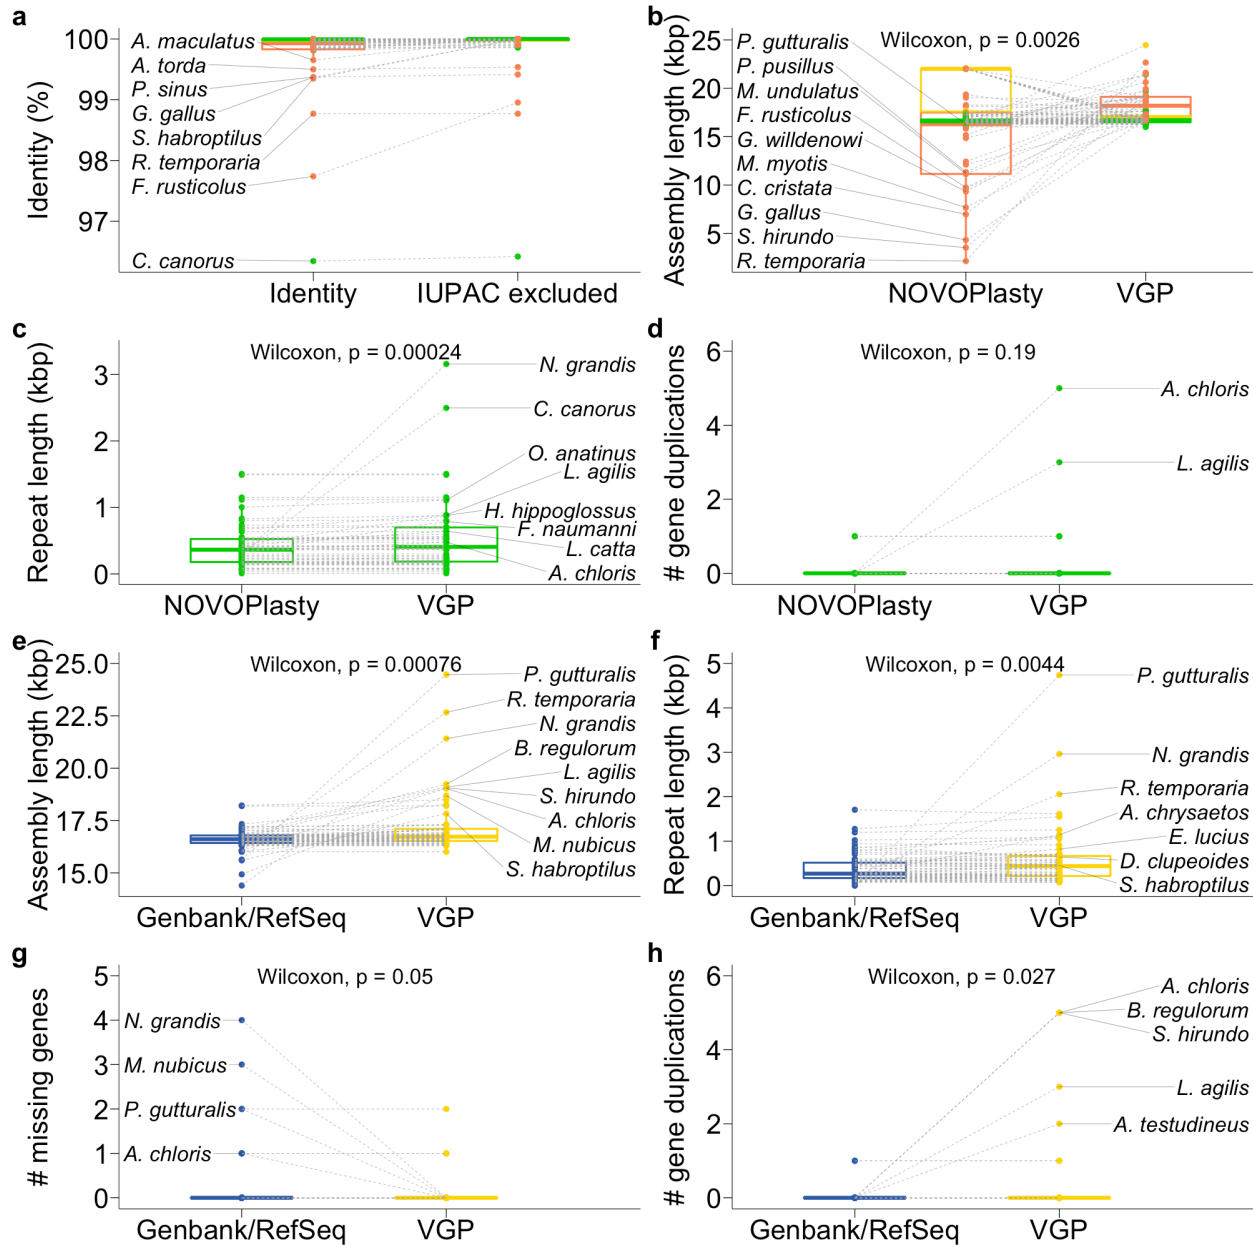 a
Identity (%)
100
99
98
97
A. maculatus
A. torda
P. sinus
G. gallus
S. habroptilus
R. temporaria
F. rusticolus
C. canorus
Identity
IUPAC excluded
b
Assembly length (kbp)
25
20
15
10
5
Wilcoxon, p = 0.0026
P. gutturalis
P. pusillus
M. undulatus
F. rusticolus
G. willdenowi
M. myotis
C. cristata
G. gallus
S. hirundo
R. temporaria
NOVOPlasty
VGP
c
Repeat length (kbp)
3
2
1
0
Wilcoxon, p = 0.00024
N. grandis
C. canorus
O. anatinus
L. agilis
H. hippoglossus
F. naumanni
L. catta
A. chloris
NOVOPlasty
VGP
d
# gene duplications
6
4
2
0
Wilcoxon, p = 0.19
A. chloris
L. agilis
NOVOPlasty
VGP
e
Assembly length (kbp)
25.0
22.5
20.0
17.5
15.0
Wilcoxon, p = 0.00076
P. gutturalis
R. temporaria
N. grandis
B. regulorum
L. agilis
S. hirundo
A. chloris
M. nubicus
S. habroptilus
Genbank/RefSeq
VGP
f
Repeat length (kbp)
5
4
3
2
1
0
Wilcoxon, p = 0.0044
P. gutturalis
N. grandis
R. temporaria
A. chrysaetos
E. lucius
D. clupeoides
S. habroptilus
Genbank/RefSeq
VGP
g
# missing genes
5
4
3
2
1
0
Wilcoxon, p = 0.05
N. grandis
M. nubicus
P. gutturalis
A. chloris
Genbank/RefSeq
VGP
h
# gene duplications
6
4
2
0
Wilcoxon, p = 0.027
A. chloris
B. regulorum
S. hirundo
L. agilis
A. testudineus
Genbank/RefSeq
VGP